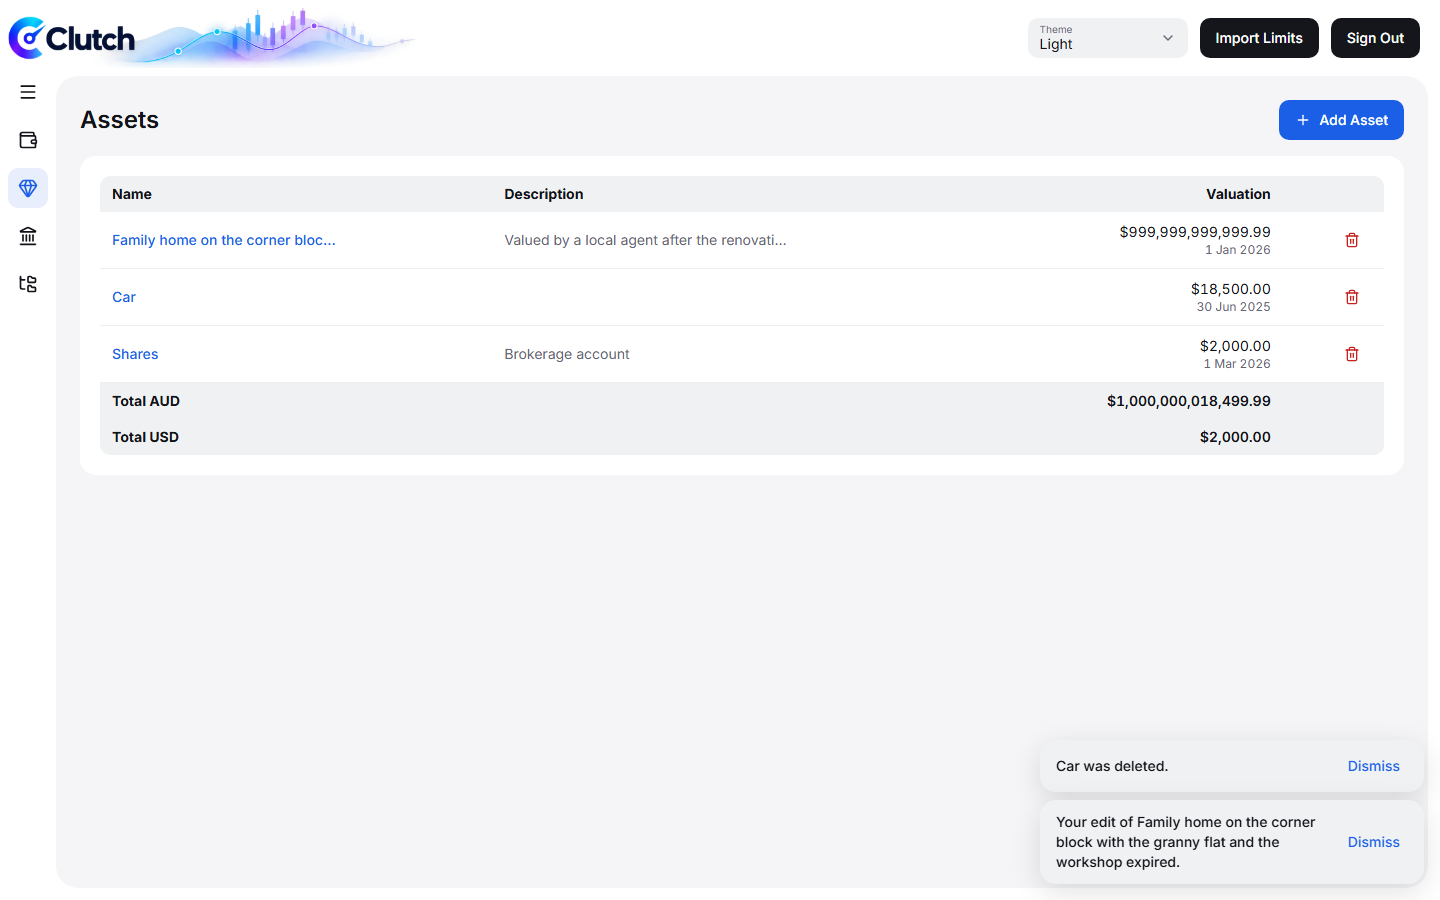 Clutch
Theme
Light
Import Limits
Sign Out
Assets
+ Add Asset
Name Description Valuation
Family home on the corner bloc... Valued by a local agent after the renovati... $999,999,999,999.99
1 Jan 2026
Car $18,500.00
30 Jun 2025
Shares Brokerage account $2,000.00
1 Mar 2026
Total AUD $1,000,000,018,499.99
Total USD $2,000.00
Car was deleted. Dismiss
Your edit of Family home on the corner
block with the granny flat and the Dismiss
workshop expired.